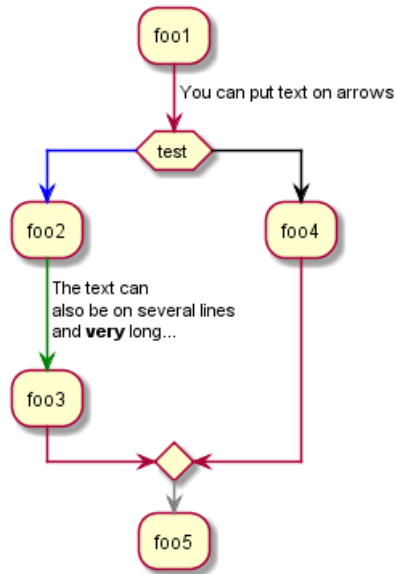 foo1
You can put text on arrows
test
foo2
foo4
The text can
also be on several lines
and very long...
foo3
foo5